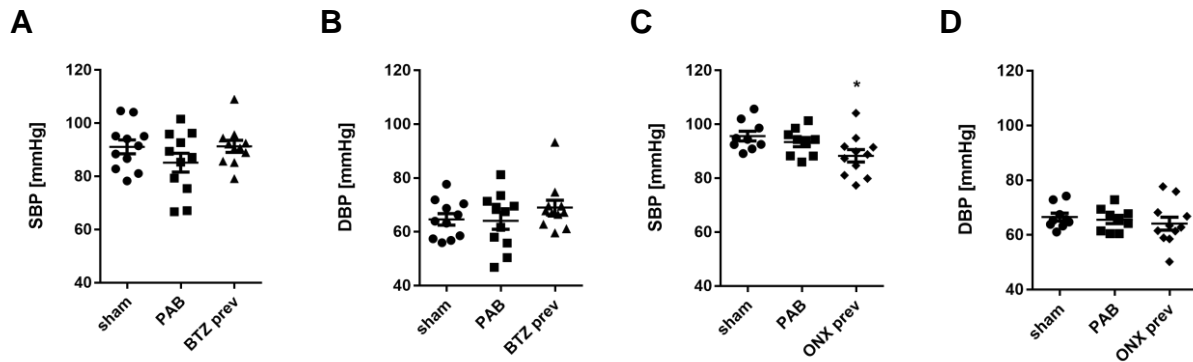 A
SBP [mmHg]
120
100
80
60
40
sham
PAB
BTZ prev
B
DBP [mmHg]
120
100
80
60
40
sham
PAB
BTZ prev
C
SBP [mmHg]
120
100
80
60
40
*
sham
PAB
ONX prev
D
DBP [mmHg]
120
100
80
60
40
sham
PAB
ONX prev